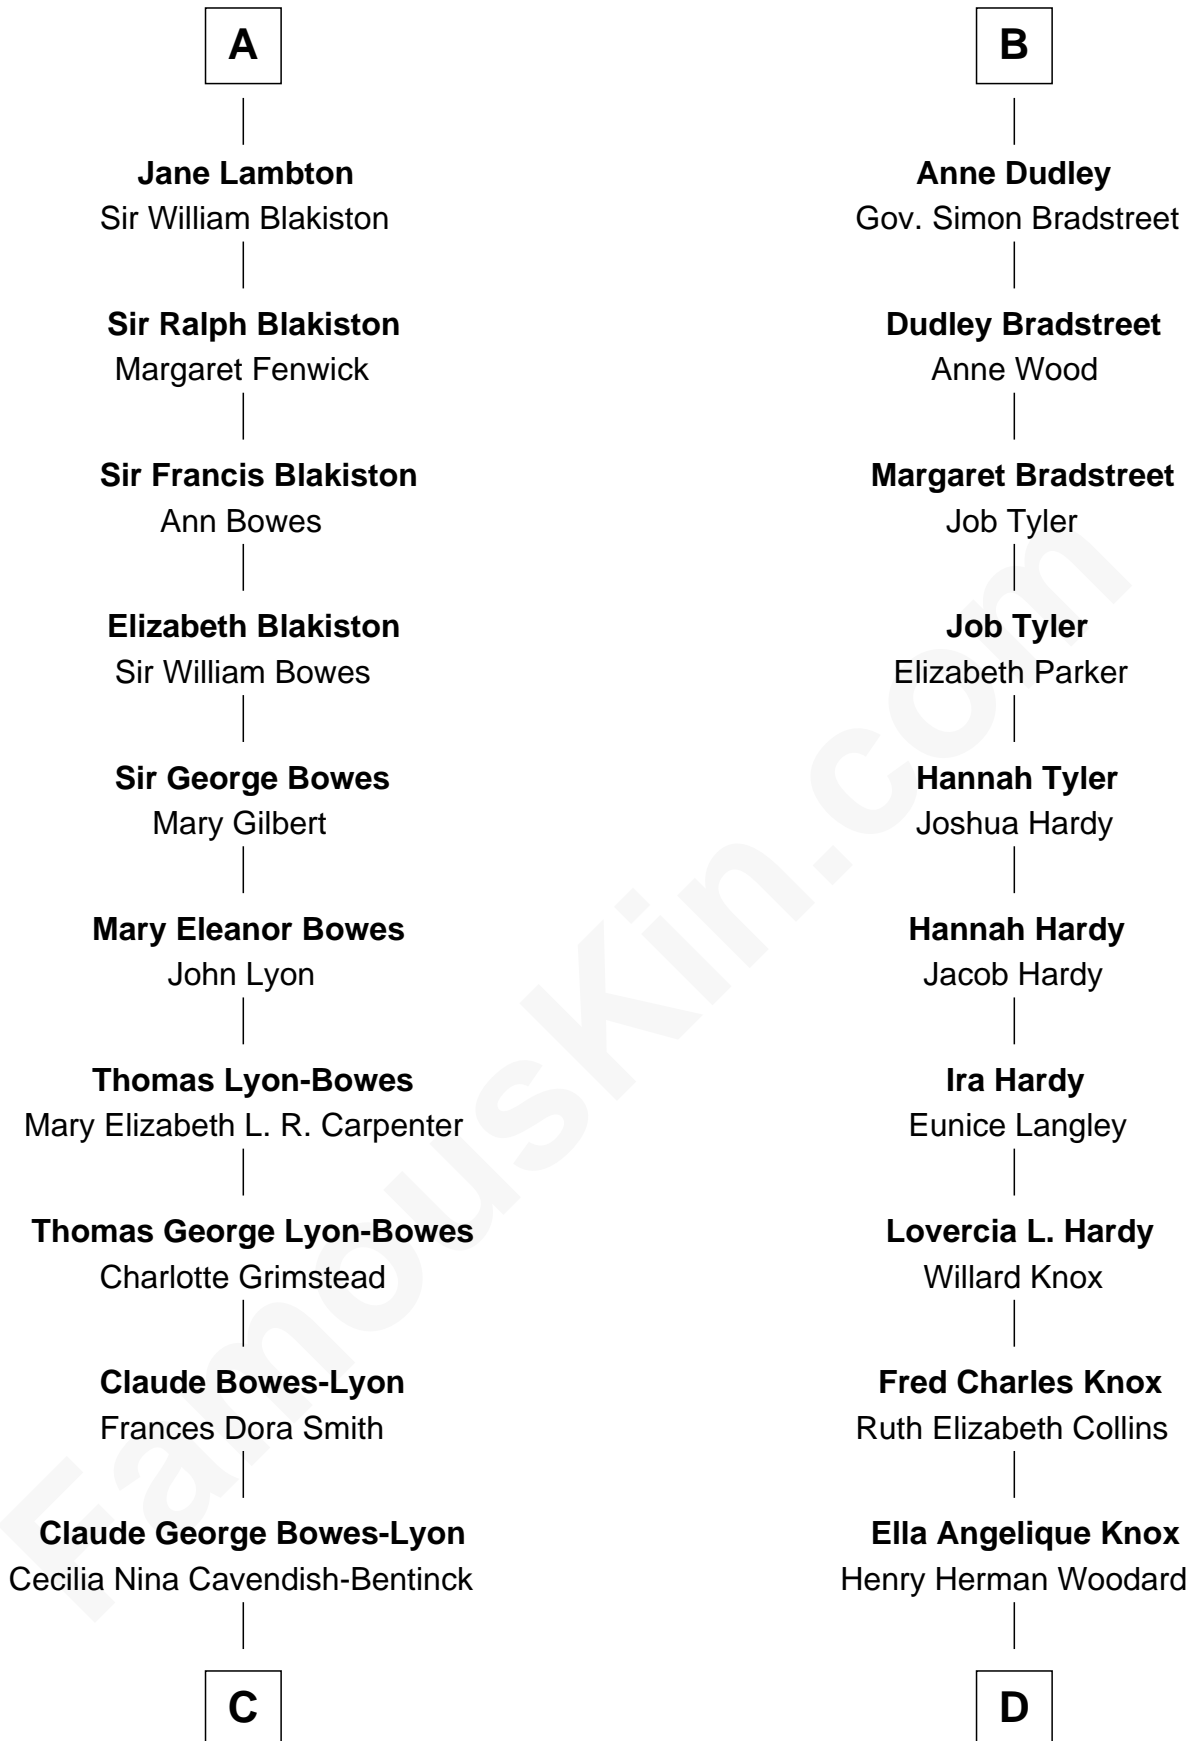 A
Jane Lambton
Sir William Blakiston
Sir Ralph Blakiston
Margaret Fenwick
Sir Francis Blakiston
Ann Bowes
Elizabeth Blakiston
Sir William Bowes
Sir George Bowes
Mary Gilbert
Mary Eleanor Bowes
John Lyon
Thomas Lyon-Bowes
Mary Elizabeth L. R. Carpenter
Thomas George Lyon-Bowes
Charlotte Grimstead
Claude Bowes-Lyon
Frances Dora Smith
Claude George Bowes-Lyon
Cecilia Nina Cavendish-Bentinck
C
B
Anne Dudley
Gov. Simon Bradstreet
Dudley Bradstreet
Anne Wood
Margaret Bradstreet
Job Tyler
Job Tyler
Elizabeth Parker
Hannah Tyler
Joshua Hardy
Hannah Hardy
Jacob Hardy
Ira Hardy
Eunice Langley
Lovercia L. Hardy
Willard Knox
Fred Charles Knox
Ruth Elizabeth Collins
Ella Angelique Knox
Henry Herman Woodard
D
FamousKin.com